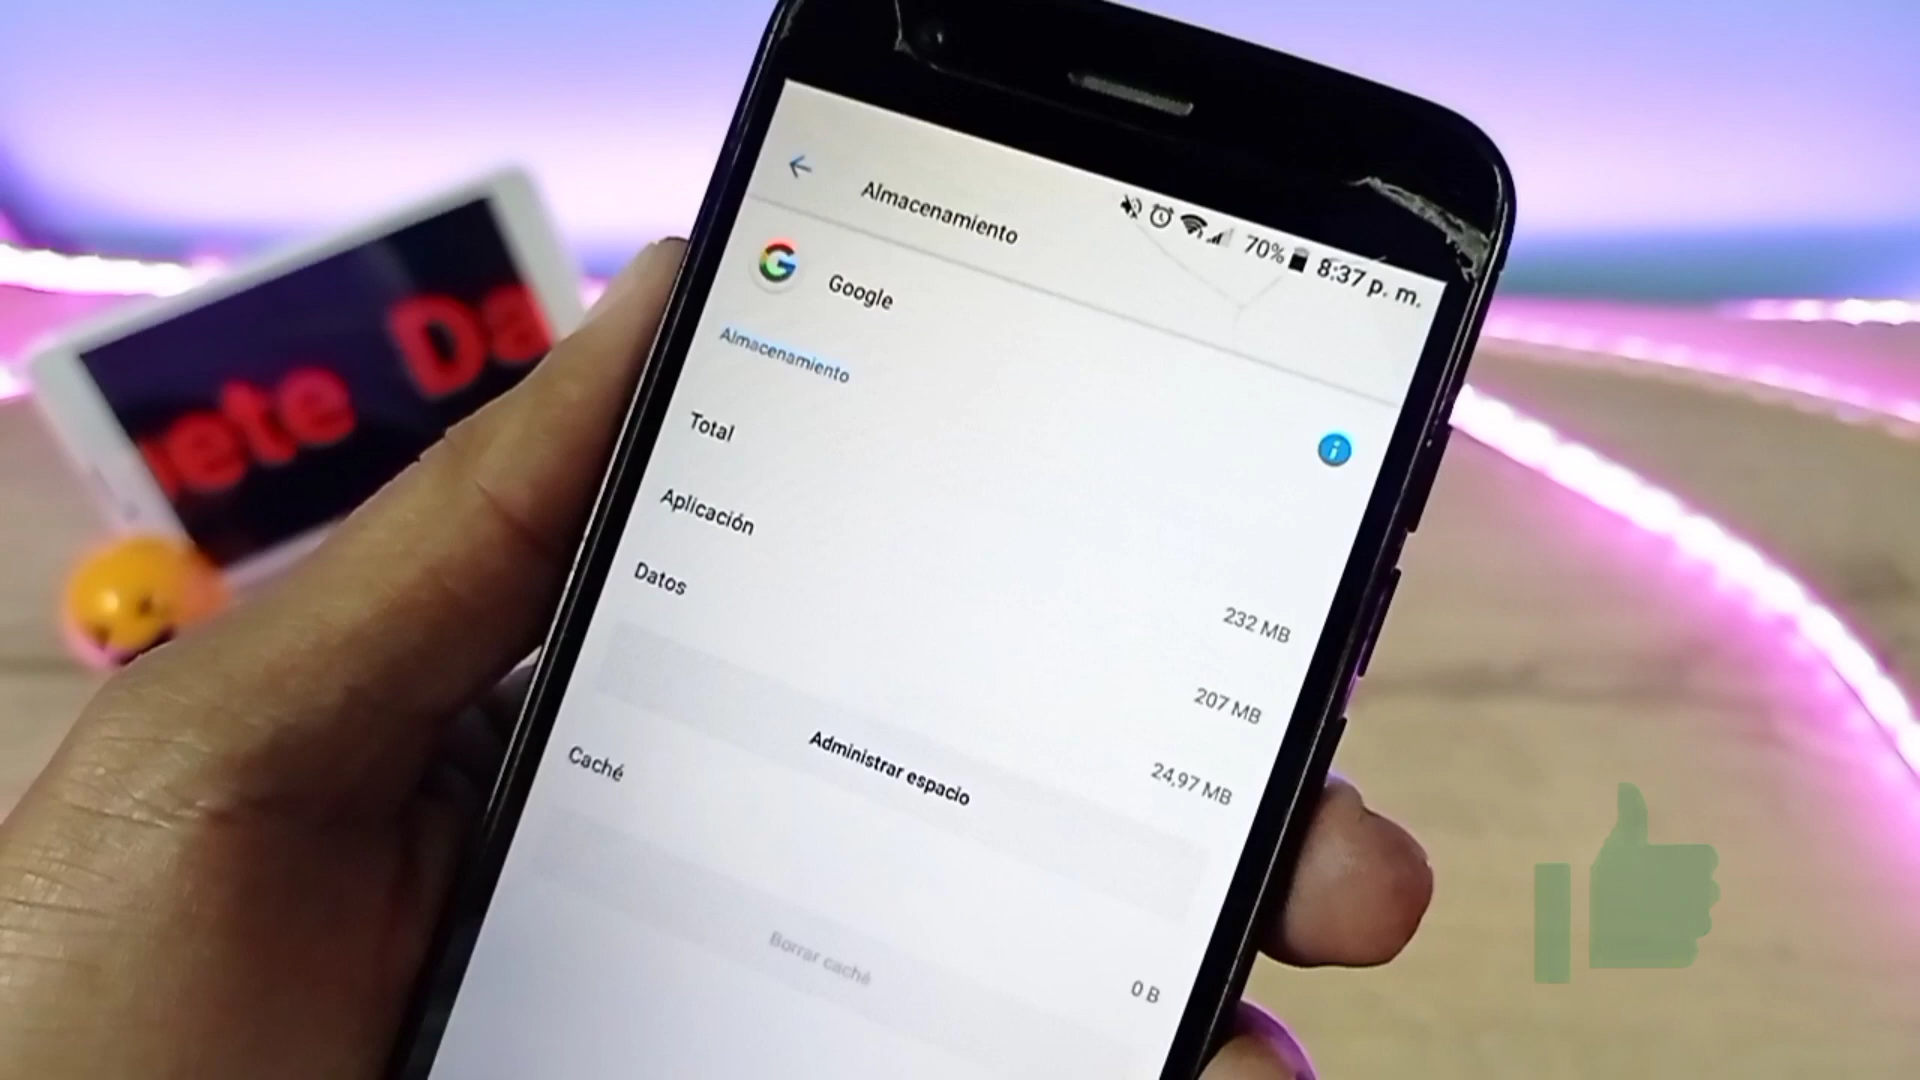 70% 8:37 p. m.
Almacenamiento
Google
Almacenamiento
Total
232 MB
Aplicación
207 MB
Datos
24,97 MB
Administrar espacio
Caché
0 B
Borrar caché
ete Da